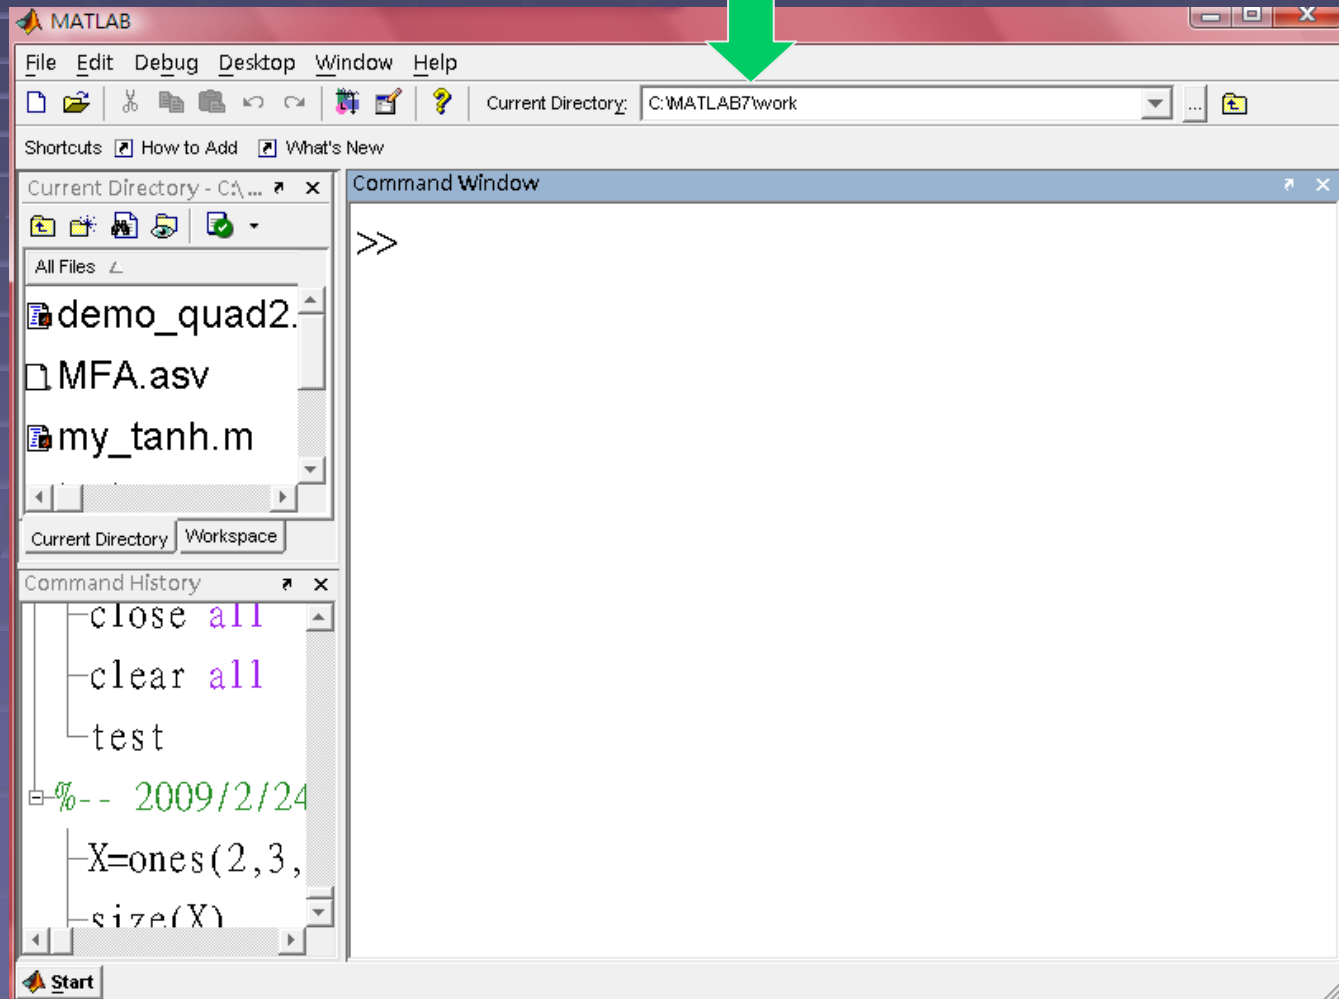 MATLAB
File Edit Debug Desktop Window Help
Current Directory: C:\MATLAB7\work ...
Shortcuts How to Add What's New
Current Directory - C:\ ...
All Files
demo_quad2.
MFA.asv
my_tanh.m
Current Directory Workspace
Command History
close all
clear all
test
%-- 2009/2/24
X=ones(2,3,
size(X)
Command Window
>>
Start